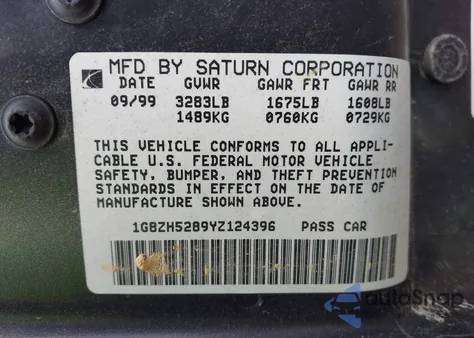 MFD BY SATURN CORPORATION
DATE GVWR GAWR FRT GAWR RR
09/99 3283LB 1675LB 1608LB
1489KG 0760KG 0729KG
THIS VEHICLE CONFORMS TO ALL APPLI-
CABLE U.S. FEDERAL MOTOR VEHICLE
SAFETY, BUMPER, AND THEFT PREVENTION
STANDARDS IN EFFECT ON THE DATE OF
MANUFACTURE SHOWN ABOVE.
1G8ZH5289YZ124396 PASS CAR
autoSnap